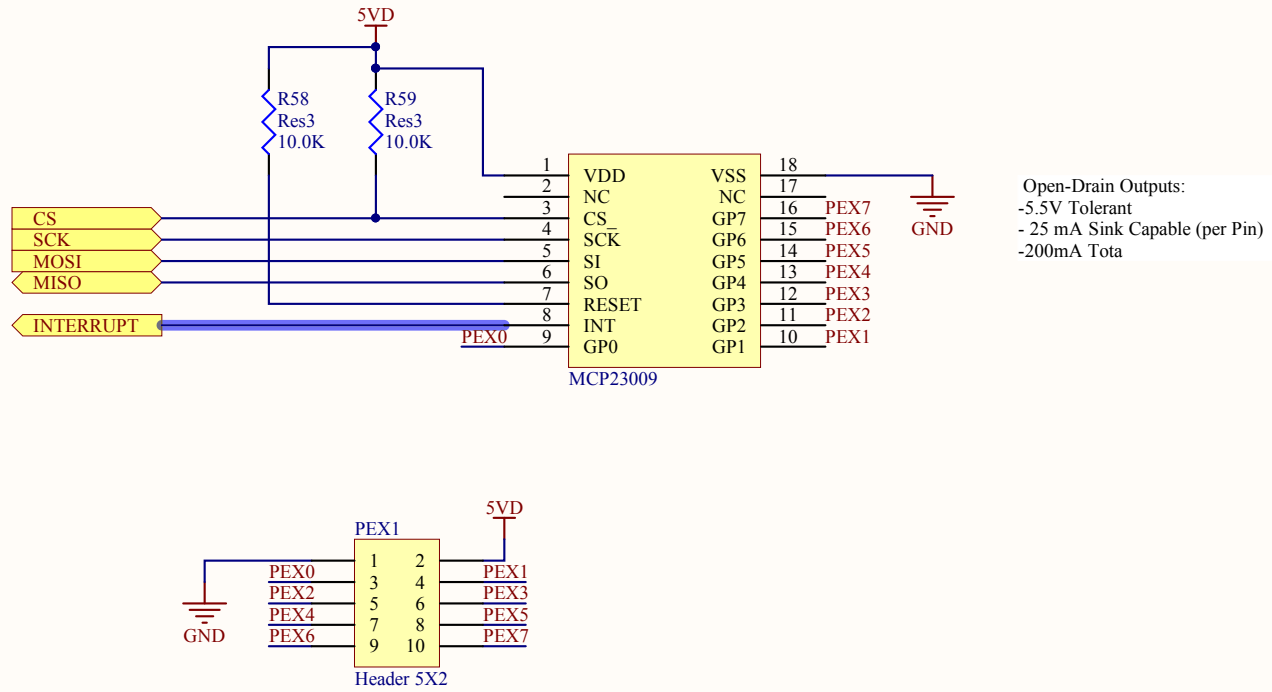 5VD
R58
Res3
10.0K
R59
Res3
10.0K
CS
SCK
MOSI
MISO
INTERRUPT
PEX0
1 VDD
2 NC
3 CS_
4 SCK
5 SI
6 SO
7 RESET
8 INT
9 GP0
VSS 18
NC 17
GP7 16 PEX7
GP6 15 PEX6
GP5 14 PEX5
GP4 13 PEX4
GP3 12 PEX3
GP2 11 PEX2
GP1 10 PEX1
MCP23009
GND
Open-Drain Outputs:
-5.5V Tolerant
- 25 mA Sink Capable (per Pin)
-200mA Tota
5VD
PEX1
1 2
PEX0 3 4 PEX1
PEX2 5 6 PEX3
PEX4 7 8 PEX5
PEX6 9 10 PEX7
GND
Header 5X2